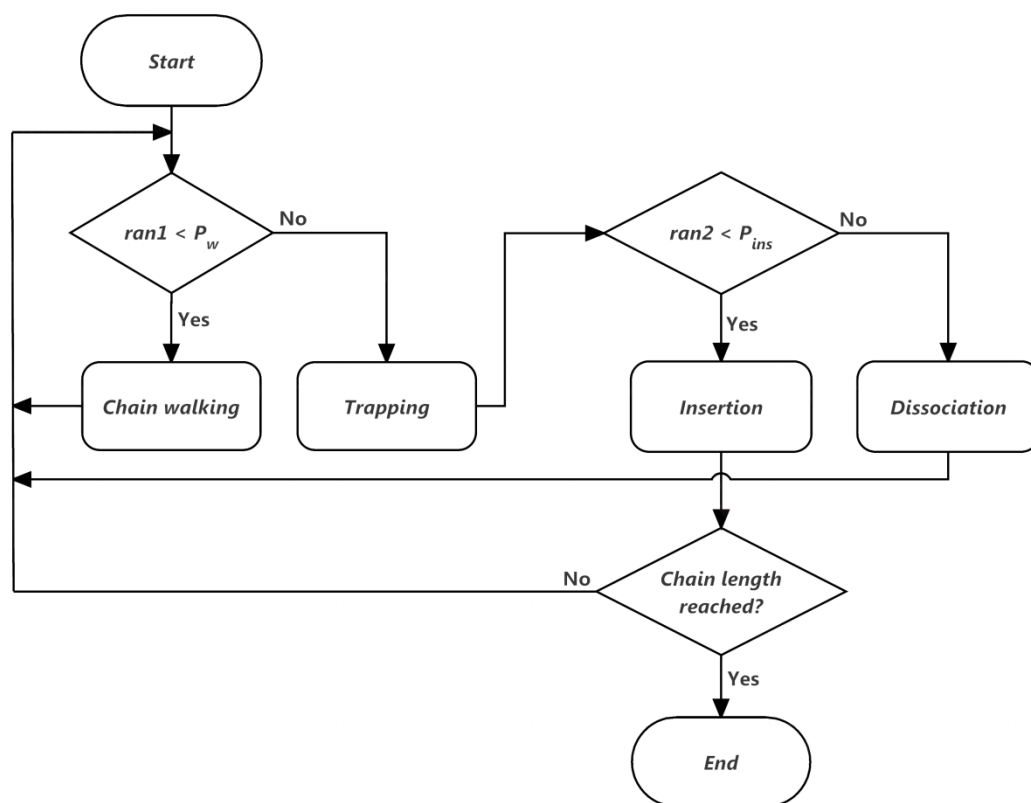 Start
ran1 < P_w
No
Yes
Chain walking
Trapping
ran2 < P_ins
No
Yes
Insertion
Dissociation
Chain length
reached?
No
Yes
End